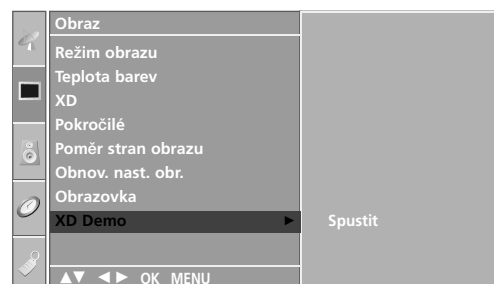 Obraz
Režim obrazu
Teplota barev
XD
Pokročilé
Poměr stran obrazu
Obnov. nast. obr.
Obrazovka
XD Demo ► Spustit
▲▼ ◄► OK MENU